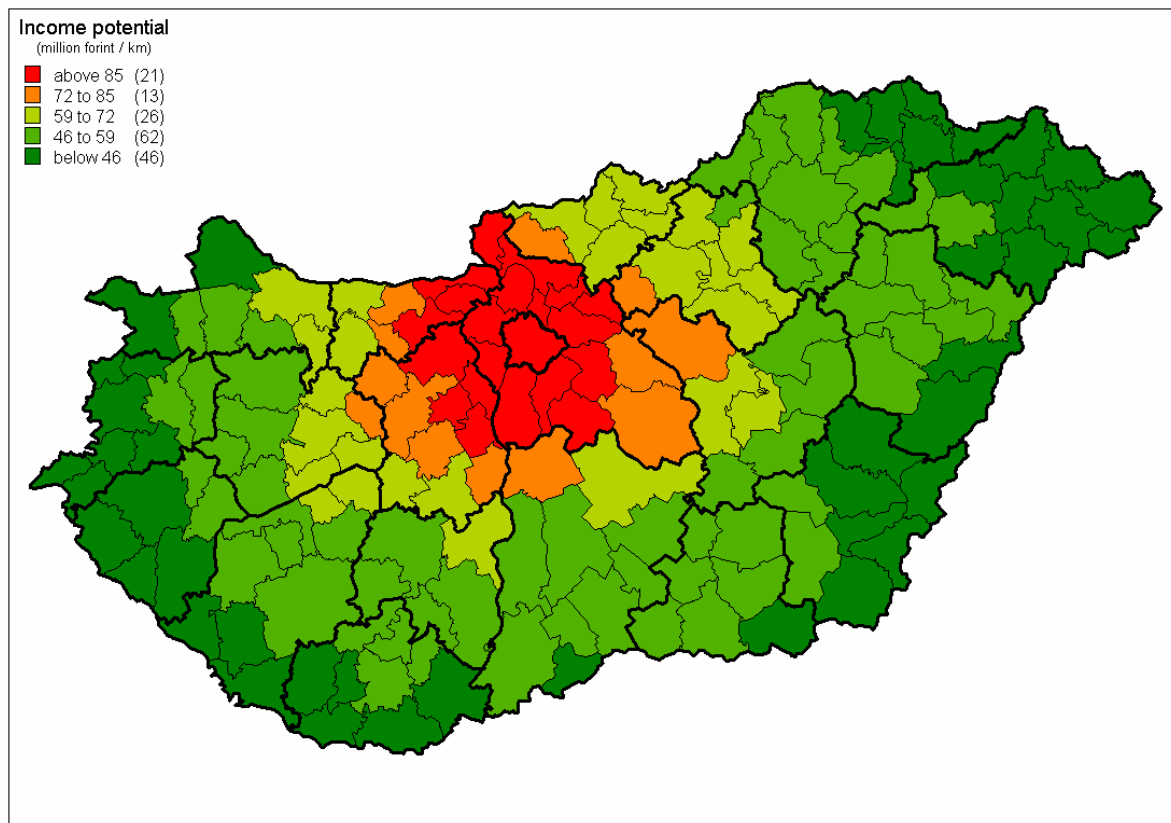 Income potential
(million forint / km)
above 85 (21)
72 to 85 (13)
59 to 72 (26)
46 to 59 (62)
below 46 (46)